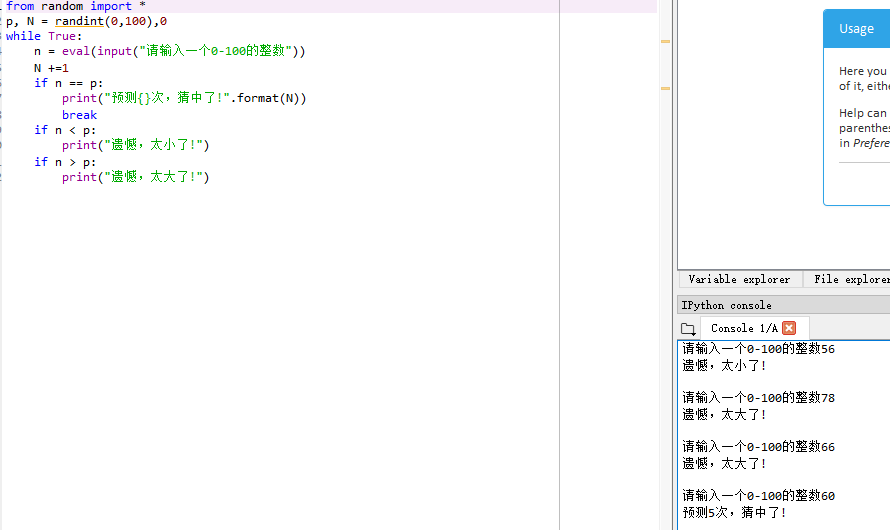 from random import *
p, N = randint(0,100),0
while True:
    n = eval(input("请输入一个0-100的整数"))
    N +=1
    if n == p:
        print("预测{}次，猜中了!".format(N))
        break
    if n < p:
        print("遗憾，太小了!")
    if n > p:
        print("遗憾，太大了!")
Usage
Here you
of it, eithe
Help can
parenthes
in Prefere
Variable explorer
File explorer
IPython console
Console 1/A
请输入一个0-100的整数56
遗憾，太小了!
请输入一个0-100的整数78
遗憾，太大了!
请输入一个0-100的整数66
遗憾，太大了!
请输入一个0-100的整数60
预测5次，猜中了!